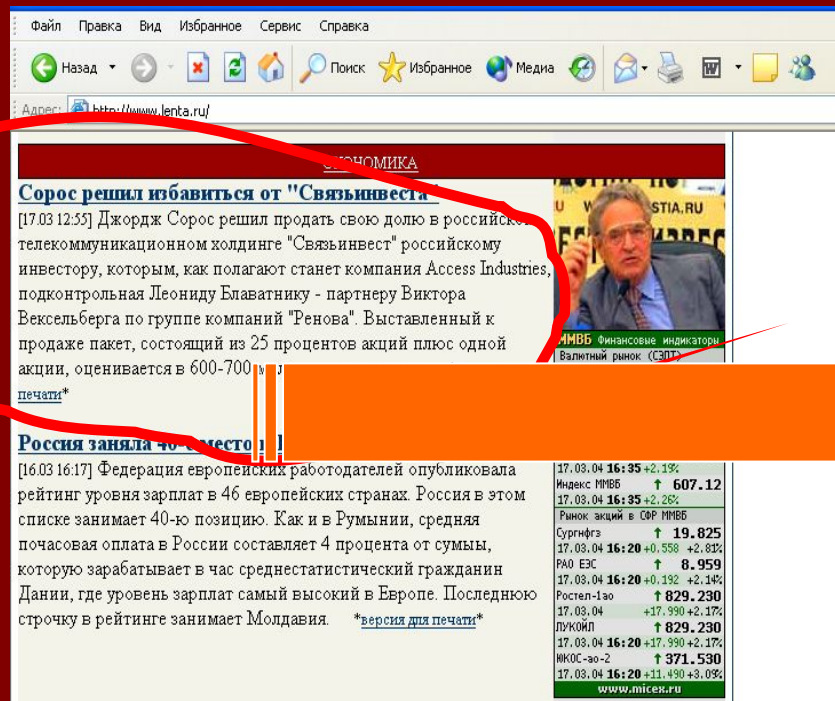 Файл Правка Вид Избранное Сервис Справка
Назад Поиск Избранное Медиа
Адрес: http://www.lenta.ru/
ЭКОНОМИКА
Сорос решил избавиться от "Связьинвеста"
[17.03 12:55] Джордж Сорос решил продать свою долю в российском
телекоммуникационном холдинге "Связьинвест" российскому
инвестору, которым, как полагают станет компания Access Industries,
подконтрольная Леониду Блаватнику - партнеру Виктора
Вексельберга по группе компаний "Ренова". Выставленный к
продаже пакет, состоящий из 25 процентов акций плюс одной
акции, оценивается в 600-700
печати*
Россия заняла 40-е место
[16.03 16:17] Федерация европейских работодателей опубликовала
рейтинг уровня зарплат в 46 европейских странах. Россия в этом
списке занимает 40-ю позицию. Как и в Румынии, средняя
почасовая оплата в России составляет 4 процента от сумыы,
которую зарабатывает в час среднестатистический гражданин
Дании, где уровень зарплат самый высокий в Европе. Последнюю
строчку в рейтинге занимает Молдавия. *версия для печати*
STIA.RU
ММВБ Финансовые индикаторы
Валютный рынок (СЭЛТ)
17.03.04 16:35 +2.19%
Индекс ММВБ ↑ 607.12
17.03.04 16:35 +2.26%
Рынок акций в СФР ММВБ
Сургнфгз ↑ 19.825
17.03.04 16:20 +0.558 +2.81%
РАО ЕЭС ↑ 8.959
17.03.04 16:20 +0.192 +2.14%
Ростел-1ао ↑ 829.230
17.03.04 +17.990 +2.17%
ЛУКОЙЛ ↑ 829.230
17.03.04 16:20 +17.990 +2.17%
ЮКОС-ао-2 ↑ 371.530
17.03.04 16:20 +11.490 +3.09%
www.micex.ru